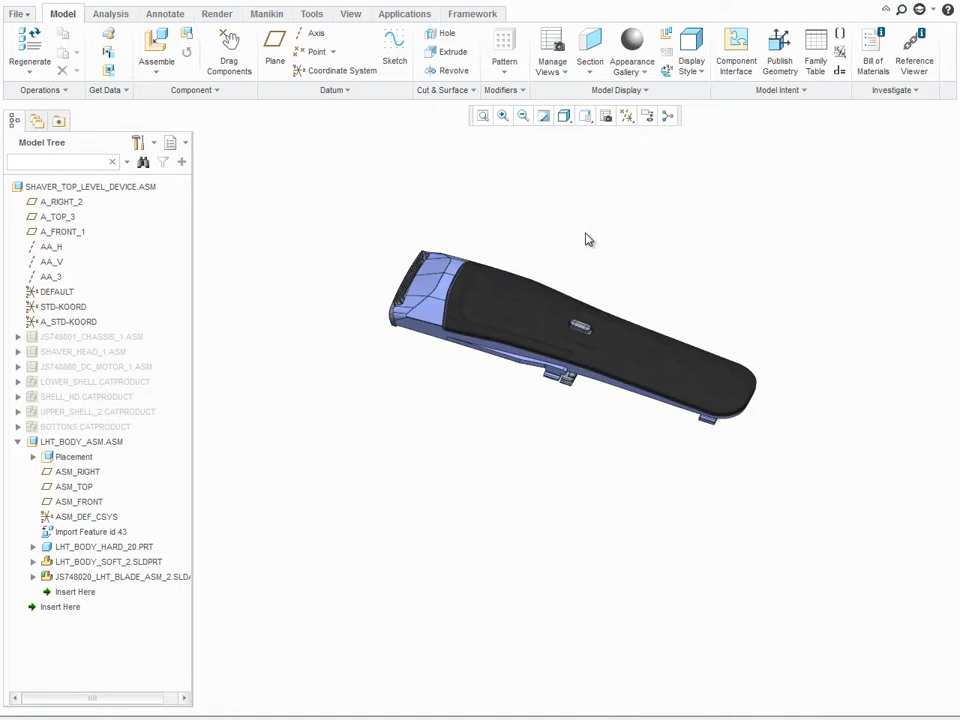 File Model Analysis Annotate Render Manikin Tools View Applications Framework
Regenerate
Assemble
Drag Components
Plane
Axis
Point
Coordinate System
Sketch
Hole
Extrude
Revolve
Pattern
Manage Views
Section
Appearance Gallery
Display Style
Component Interface
Publish Geometry
Family Table
Bill of Materials
Reference Viewer
Operations Get Data Component Datum Cut & Surface Modifiers Model Display Model Intent Investigate
Model Tree
SHAVER_TOP_LEVEL_DEVICE.ASM
A_RIGHT_2
A_TOP_3
A_FRONT_1
AA_H
AA_V
AA_3
DEFAULT
STD-KOORD
A_STD-KOORD
JS748001_CHASSIS_1.ASM
SHAVER_HEAD_1.ASM
JS748880_DC_MOTOR_1.ASM
LOWER_SHELL.CATPRODUCT
SHELL_HD.CATPRODUCT
UPPER_SHELL_2.CATPRODUCT
BOTTONS.CATPRODUCT
LHT_BODY_ASM.ASM
Placement
ASM_RIGHT
ASM_TOP
ASM_FRONT
ASM_DEF_CSYS
Import Feature id 43
LHT_BODY_HARD_20.PRT
LHT_BODY_SOFT_2.SLDPRT
JS748020_LHT_BLADE_ASM_2.SLDA
Insert Here
Insert Here